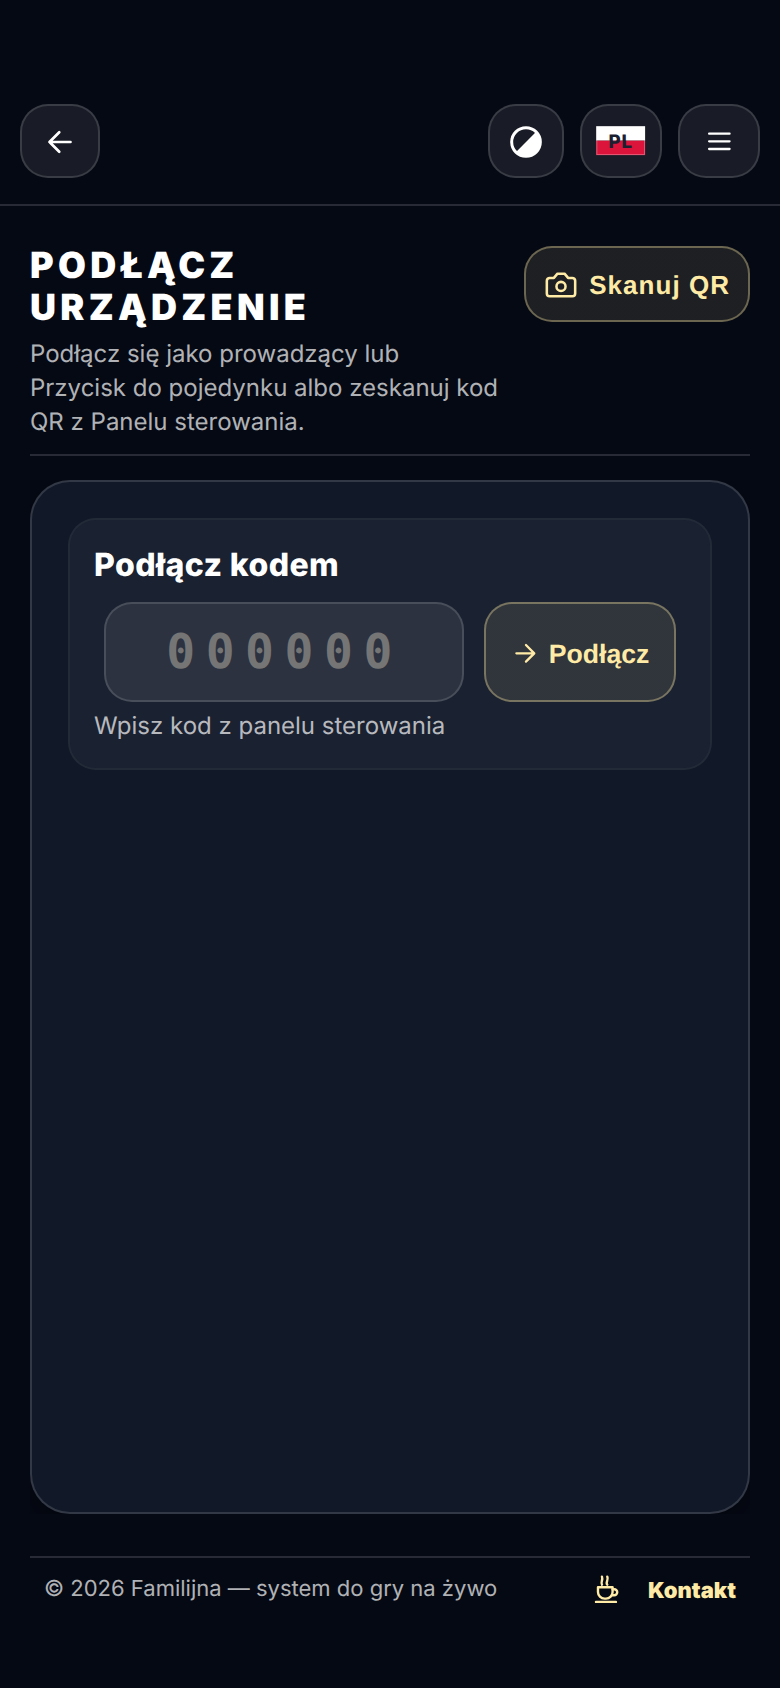 PL
PODŁĄCZ
URZĄDZENIE
Skanuj QR
Podłącz się jako prowadzący lub
Przycisk do pojedynku albo zeskanuj kod
QR z Panelu sterowania.
Podłącz kodem
000000
Podłącz
Wpisz kod z panelu sterowania
© 2026 Familijna — system do gry na żywo
Kontakt